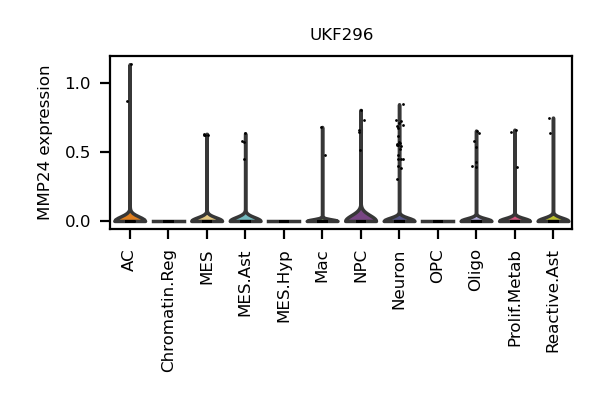 UKF296
MMP24 expression
1.0
0.5
0.0
AC
Chromatin.Reg
MES
MES.Ast
MES.Hyp
Mac
NPC
Neuron
OPC
Oligo
Prolif.Metab
Reactive.Ast